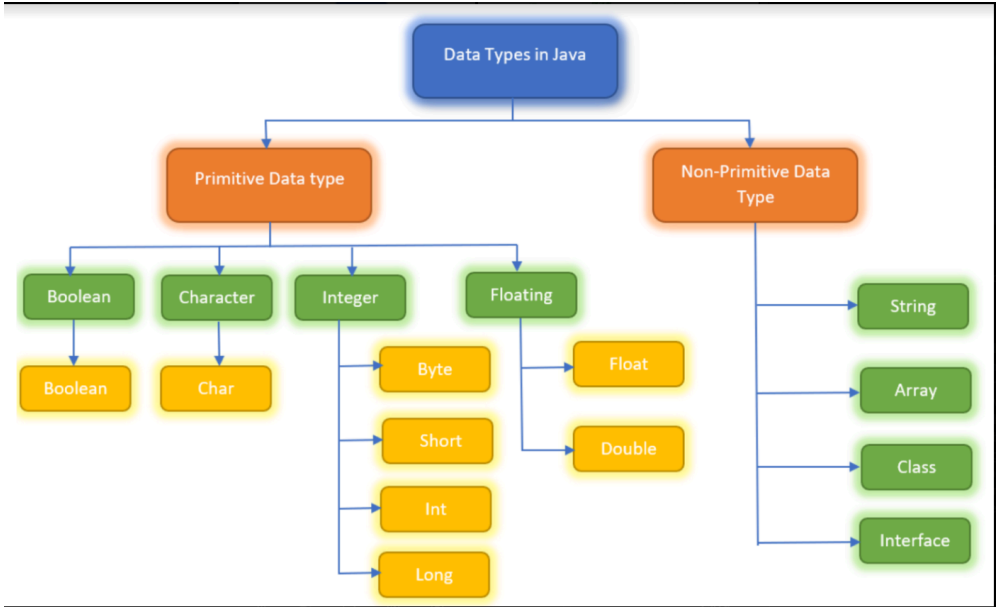 Data Types in Java
Primitive Data type
Non-Primitive Data
Type
Boolean
Character
Integer
Floating
String
Boolean
Char
Byte
Float
Array
Short
Double
Class
Int
Interface
Long